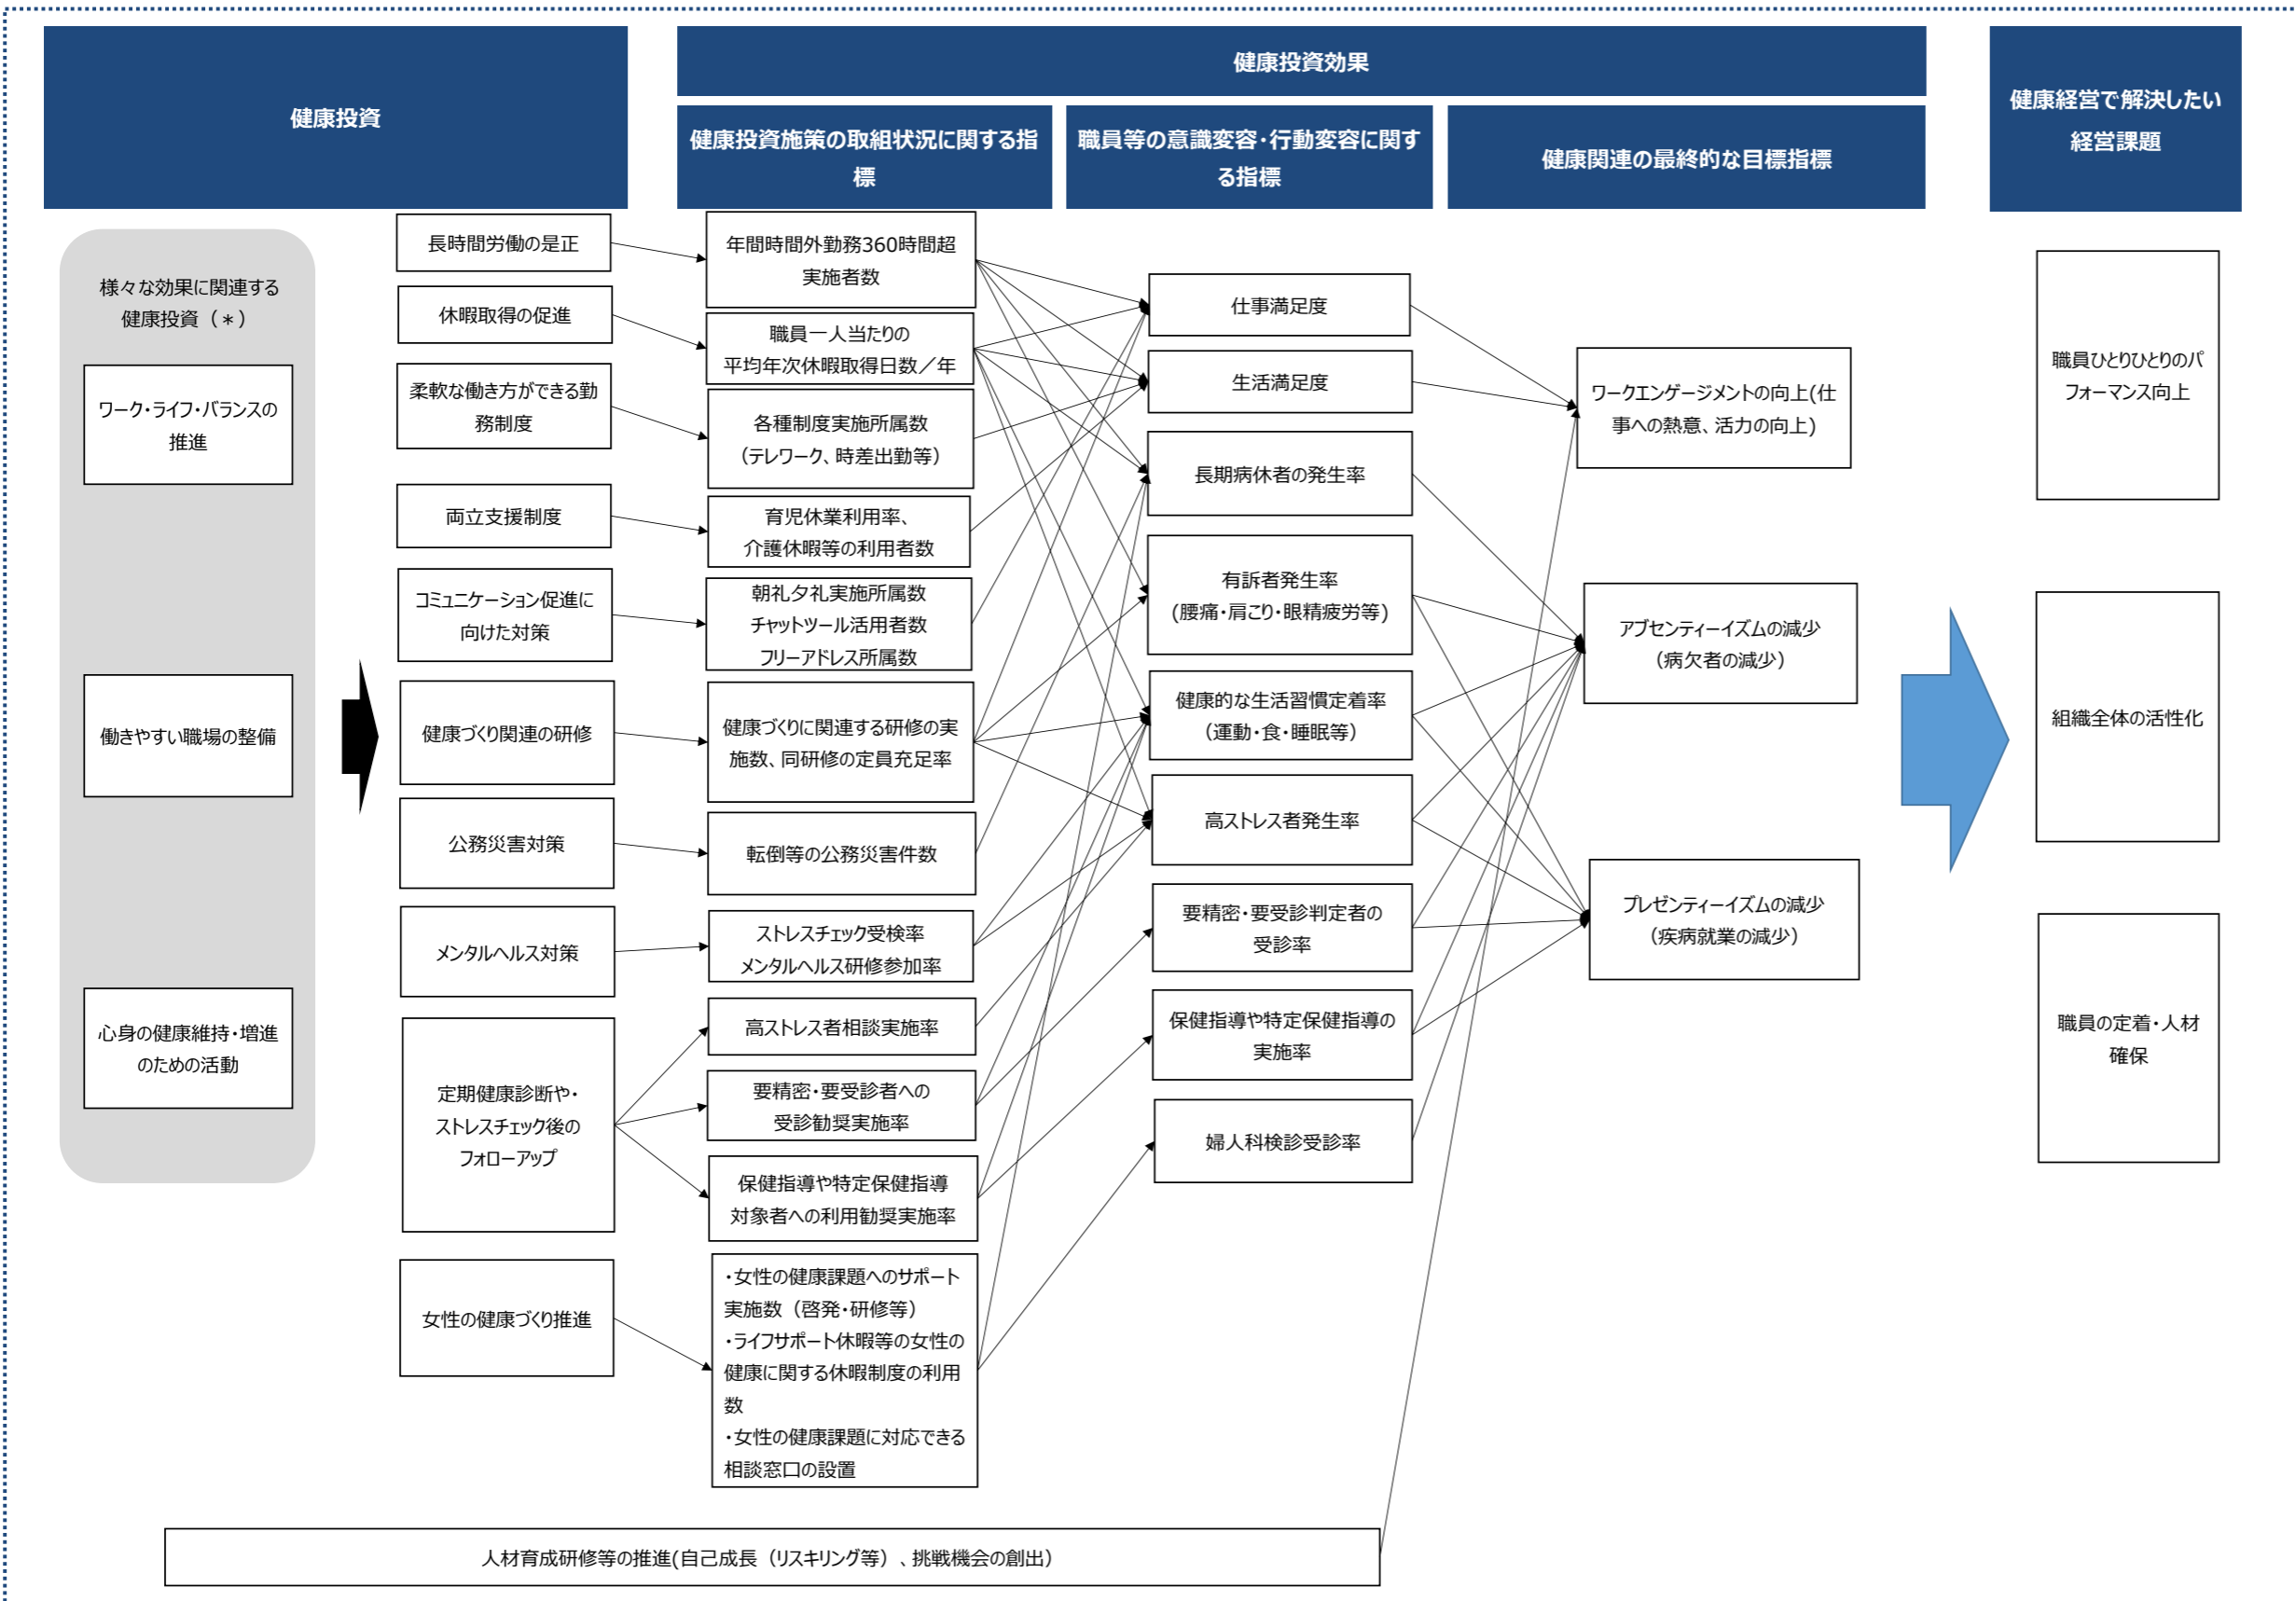 健康投資
健康投資効果
健康投資施策の取組状況に関する指
標
職員等の意識変容・行動変容に関す
る指標
健康関連の最終的な目標指標
健康経営で解決したい
経営課題
様々な効果に関連する
健康投資（＊）
ワーク・ライフ・バランスの
推進
働きやすい職場の整備
心身の健康維持・増進
のための活動
長時間労働の是正
休暇取得の促進
柔軟な働き方ができる勤
務制度
両立支援制度
コミュニケーション促進に
向けた対策
健康づくり関連の研修
公務災害対策
メンタルヘルス対策
定期健康診断や・
ストレスチェック後の
フォローアップ
女性の健康づくり推進
年間時間外勤務360時間超
実施者数
職員一人当たりの
平均年次休暇取得日数／年
各種制度実施所属数
（テレワーク、時差出勤等）
育児休業利用率、
介護休暇等の利用者数
朝礼夕礼実施所属数
チャットツール活用者数
フリーアドレス所属数
健康づくりに関連する研修の実
施数、同研修の定員充足率
転倒等の公務災害件数
ストレスチェック受検率
メンタルヘルス研修参加率
高ストレス者相談実施率
要精密・要受診者への
受診勧奨実施率
保健指導や特定保健指導
対象者への利用勧奨実施率
・女性の健康課題へのサポート
実施数（啓発・研修等）
・ライフサポート休暇等の女性の
健康に関する休暇制度の利用
数
・女性の健康課題に対応できる
相談窓口の設置
仕事満足度
生活満足度
長期病休者の発生率
有訴者発生率
(腰痛・肩こり・眼精疲労等)
健康的な生活習慣定着率
（運動・食・睡眠等）
高ストレス者発生率
要精密・要受診判定者の
受診率
保健指導や特定保健指導の
実施率
婦人科検診受診率
ワークエンゲージメントの向上(仕
事への熱意、活力の向上)
アブセンティーイズムの減少
（病欠者の減少）
プレゼンティーイズムの減少
（疾病就業の減少）
職員ひとりひとりのパ
フォーマンス向上
組織全体の活性化
職員の定着・人材
確保
人材育成研修等の推進(自己成長（リスキリング等）、挑戦機会の創出)